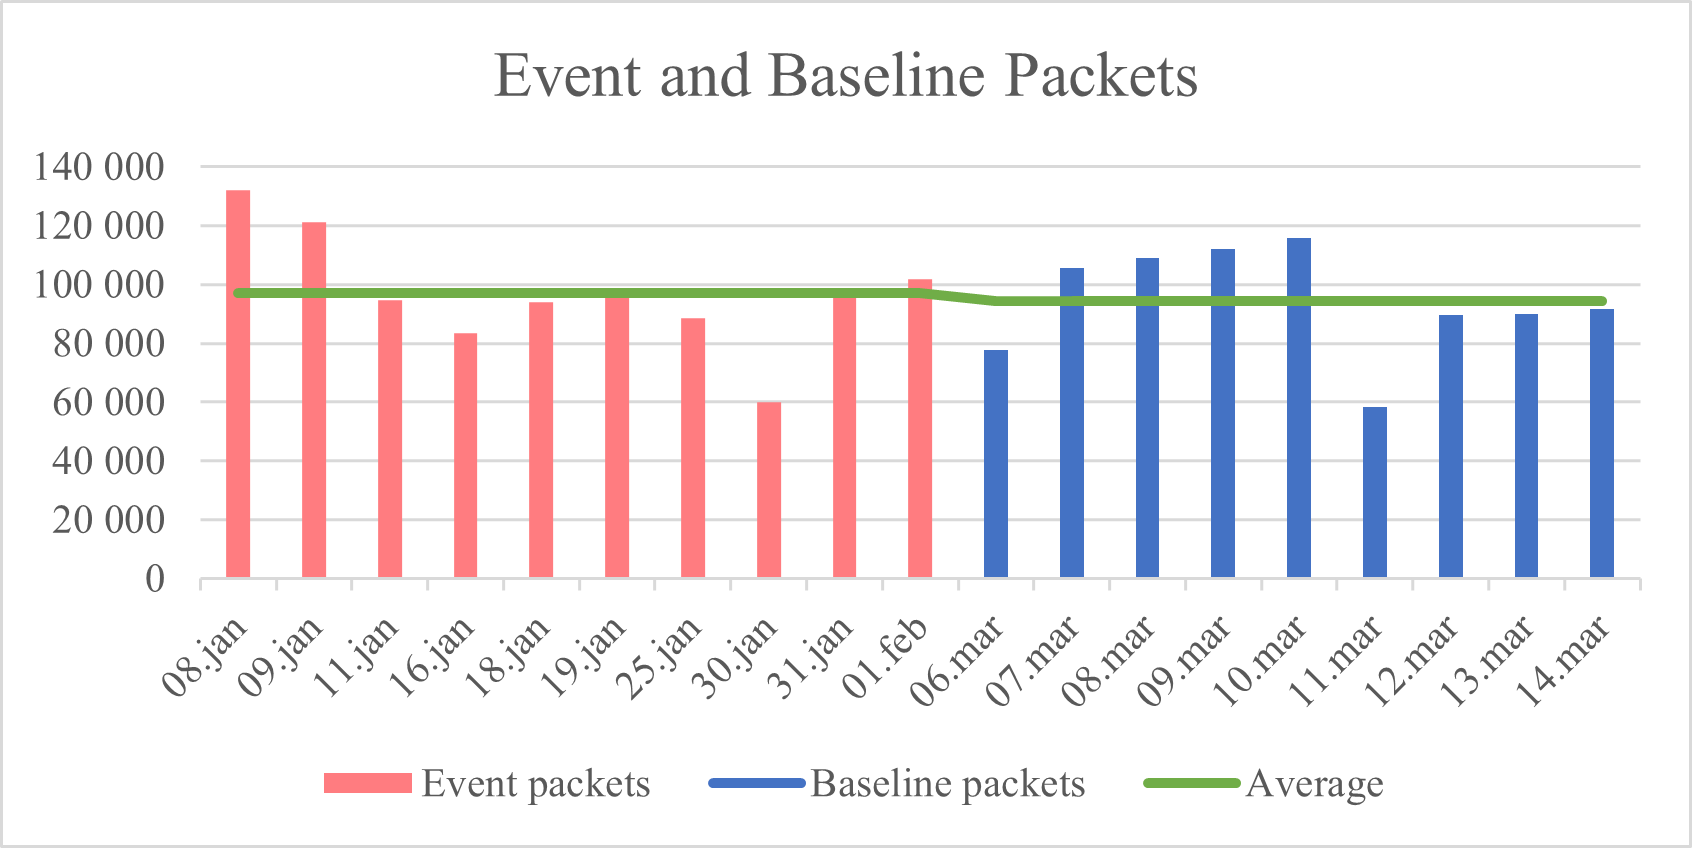 Event and Baseline Packets
140 000
120 000
100 000
80 000
60 000
40 000
20 000
0
08.jan
09.jan
11.jan
16.jan
18.jan
19.jan
25.jan
30.jan
31.jan
01.feb
06.mar
07.mar
08.mar
09.mar
10.mar
11.mar
12.mar
13.mar
14.mar
Event packets
Baseline packets
Average